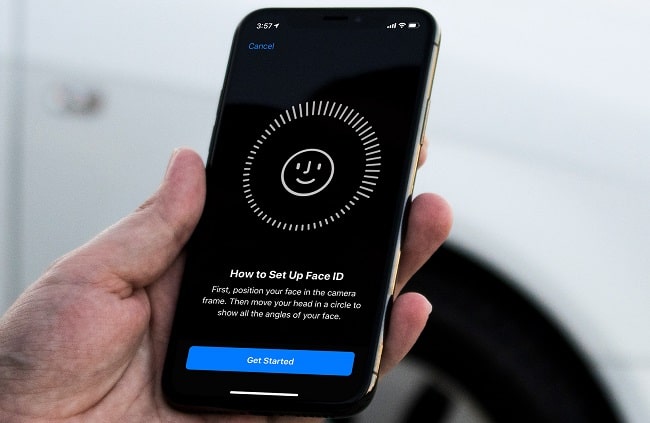 3:57
Cancel
How to Set Up Face ID
First, position your face in the camera
frame. Then move your head in a circle to
show all the angles of your face.
Get Started